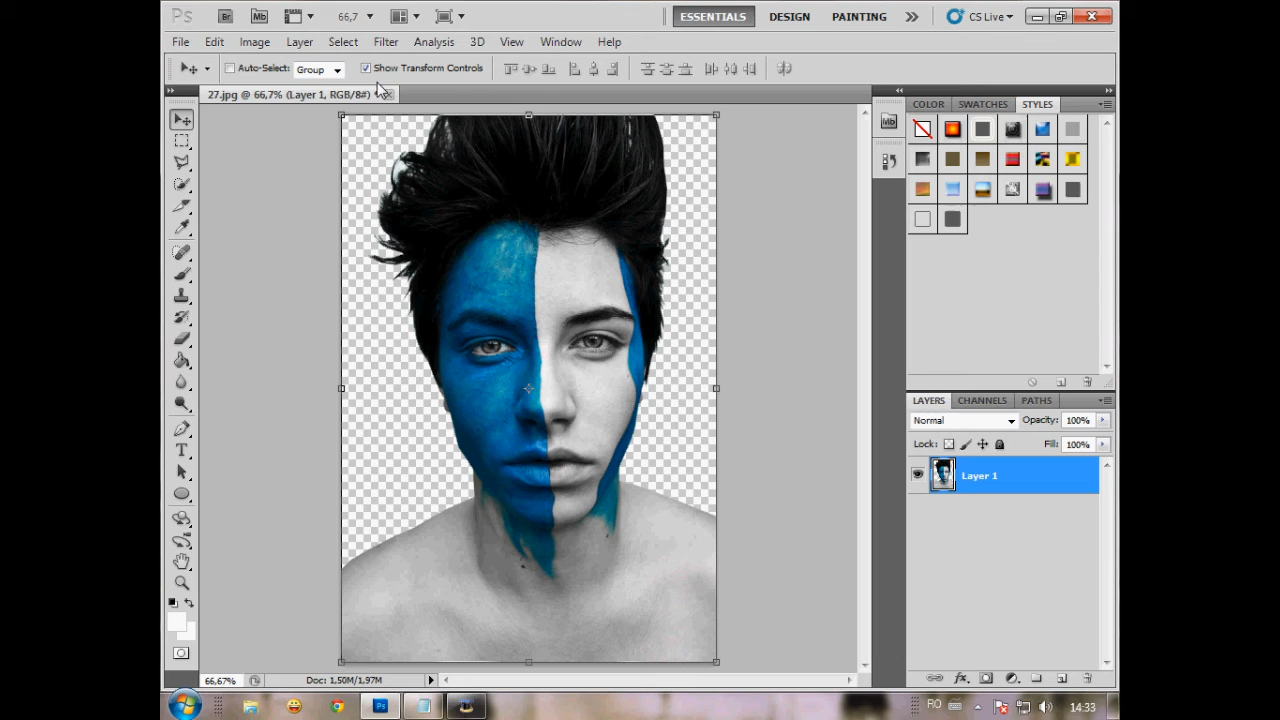 Ps Br Mb 66,7 ESSENTIALS DESIGN PAINTING CS Live
File Edit Image Layer Select Filter Analysis 3D View Window Help
Auto-Select: Group Show Transform Controls
27.jpg @ 66,7% (Layer 1, RGB/8#) *
COLOR SWATCHES STYLES
Mb
LAYERS CHANNELS PATHS
Normal Opacity: 100%
Lock: Fill: 100%
Layer 1
T
66,67% Doc: 1,50M/1,97M
fx
Ps RO 14:33